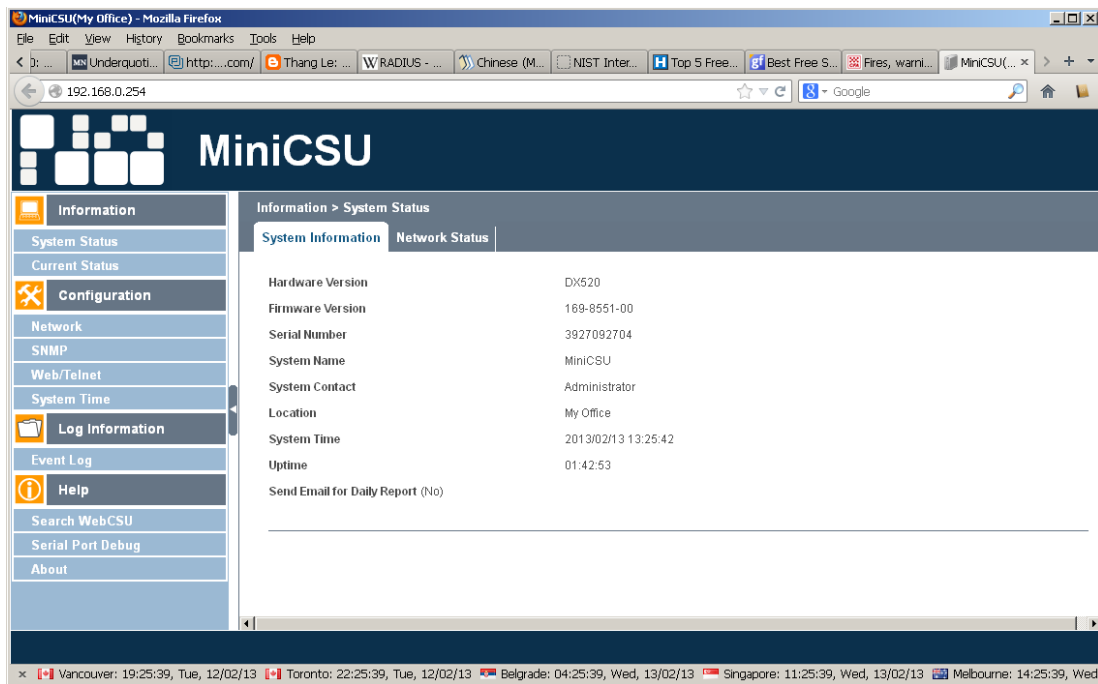 MiniCSU(My Office) - Mozilla Firefox
File Edit View History Bookmarks Tools Help
): ... Underquoti... http:....com/ Thang Le: ... RADIUS - ... Chinese (M... NIST Inter... Top 5 Free... Best Free S... Fires, warni... MiniCSU(...
192.168.0.254 Google
MiniCSU
Information
System Status
Current Status
Configuration
Network
SNMP
Web/Telnet
System Time
Log Information
Event Log
Help
Search WebCSU
Serial Port Debug
About
Information > System Status
System Information Network Status
Hardware Version DX520
Firmware Version 169-8551-00
Serial Number 3927092704
System Name MiniCSU
System Contact Administrator
Location My Office
System Time 2013/02/13 13:25:42
Uptime 01:42:53
Send Email for Daily Report (No)
Vancouver: 19:25:39, Tue, 12/02/13 Toronto: 22:25:39, Tue, 12/02/13 Belgrade: 04:25:39, Wed, 13/02/13 Singapore: 11:25:39, Wed, 13/02/13 Melbourne: 14:25:39, Wed